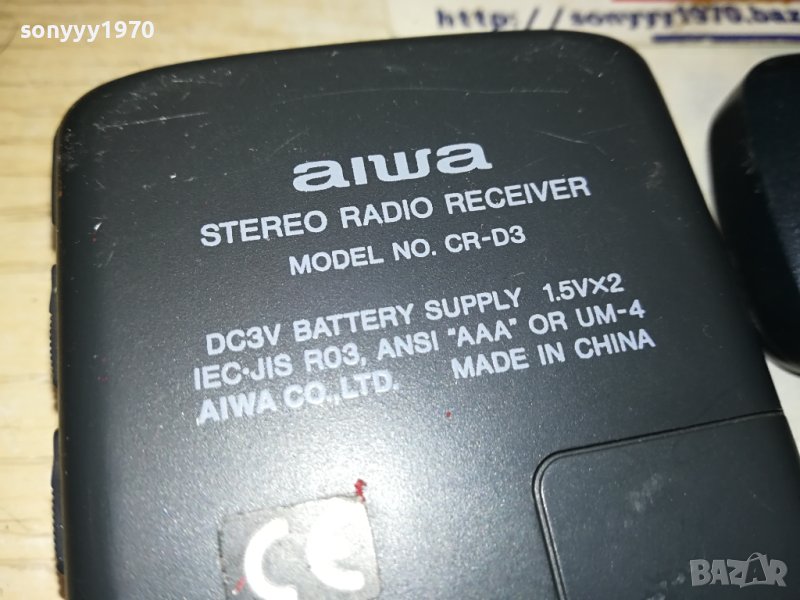 sonyyy1970
http://sonyyy1970.baz
aiwa
STEREO RADIO RECEIVER
MODEL NO. CR-D3
DC3V BATTERY SUPPLY 1.5V×2
IEC·JIS R03, ANSI "AAA" OR UM-4
AIWA CO.,LTD. MADE IN CHINA
CE
BAZAR